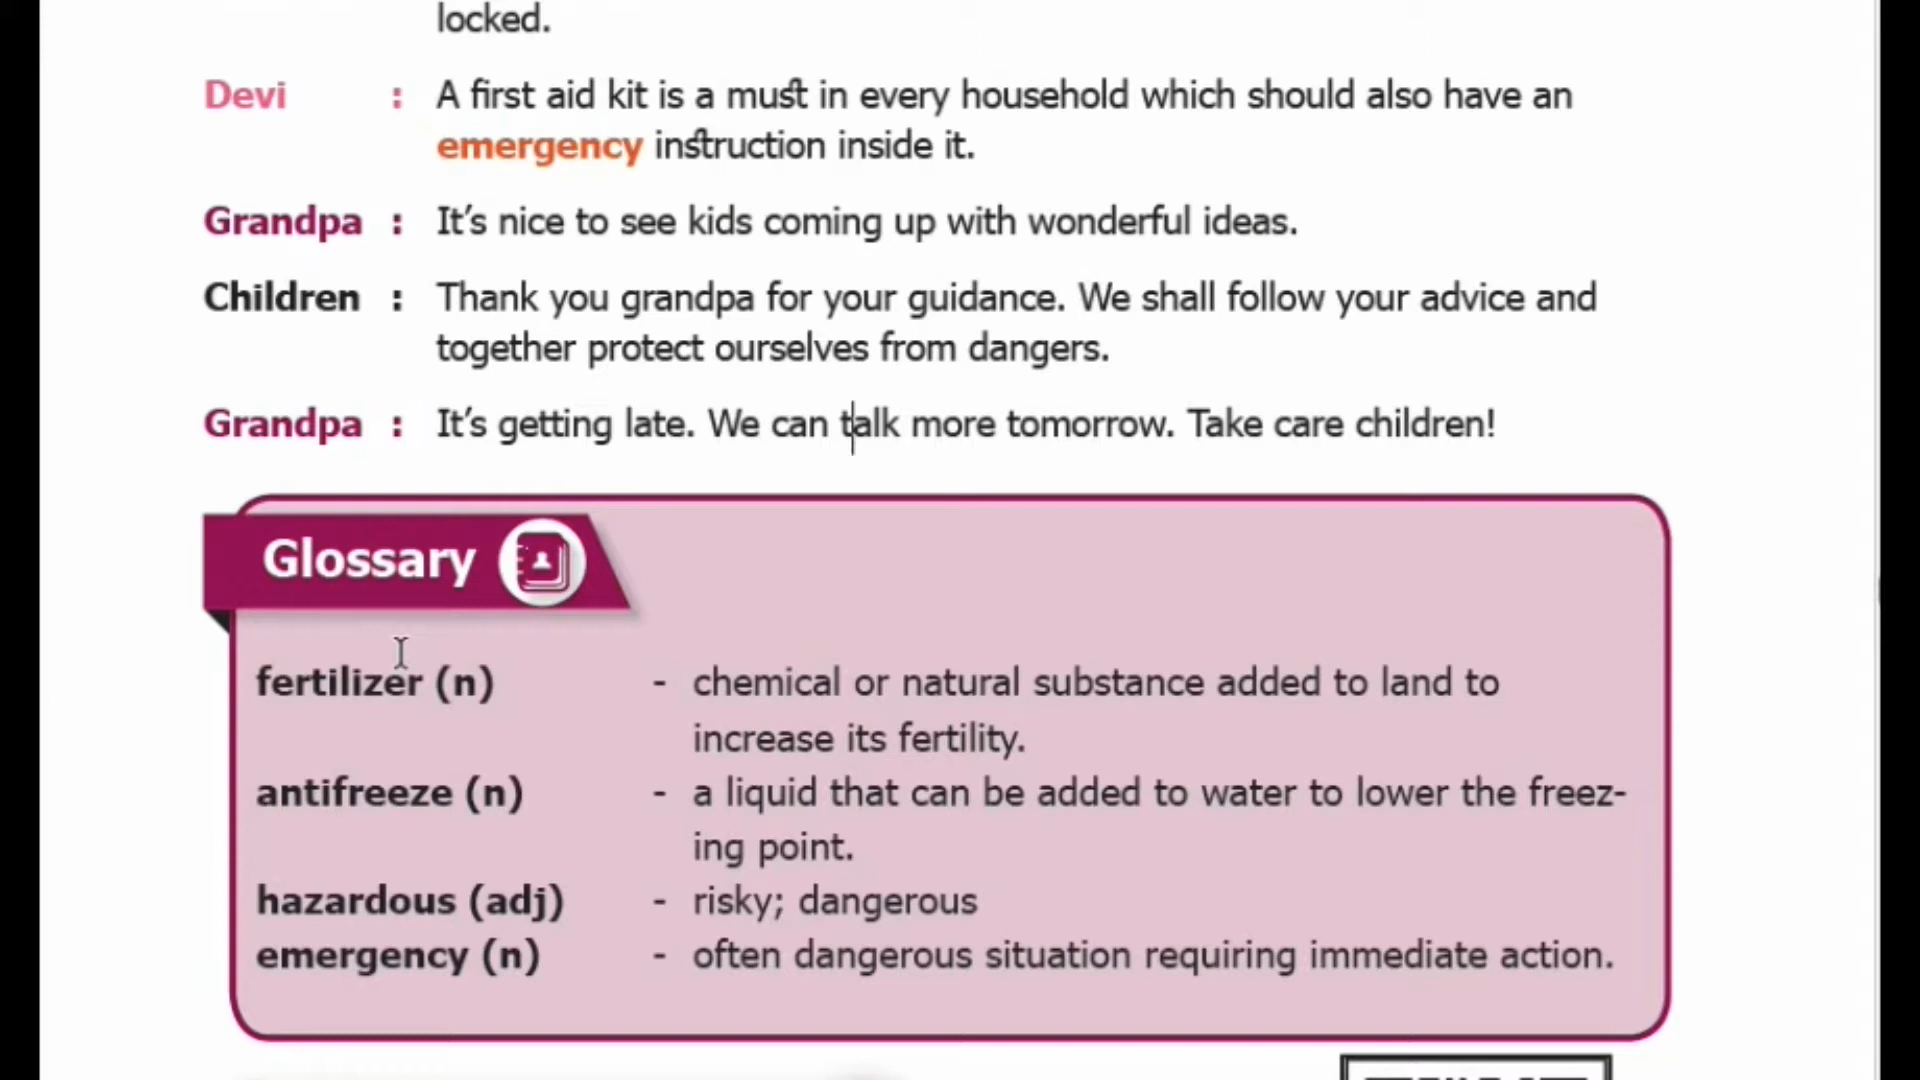 locked.
Devi : A first aid kit is a must in every household which should also have an
emergency instruction inside it.
Grandpa : It's nice to see kids coming up with wonderful ideas.
Children : Thank you grandpa for your guidance. We shall follow your advice and
together protect ourselves from dangers.
Grandpa : It's getting late. We can talk more tomorrow. Take care children!
Glossary
fertilizer (n) - chemical or natural substance added to land to
increase its fertility.
antifreeze (n) - a liquid that can be added to water to lower the freez-
ing point.
hazardous (adj) - risky; dangerous
emergency (n) - often dangerous situation requiring immediate action.